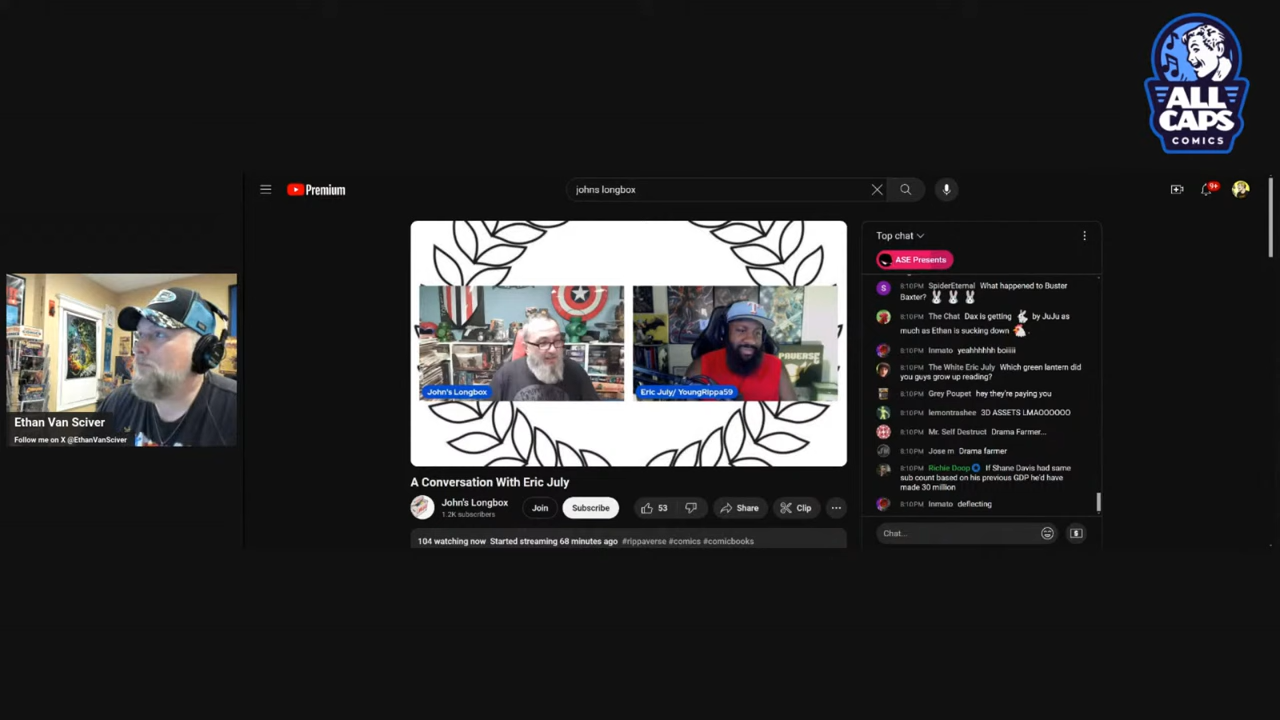 ALL
CAPS
COMICS
Premium
johns longbox
9+
Top chat
ASE Presents
8:10PM SpiderEternal What happened to Buster
Baxter?
8:10PM The Chat Dax is getting by JuJu as
much as Ethan is sucking down
8:10PM Inmato yeahhhhhh boiiiii
8:10PM The White Eric July Which green lantern did
you guys grow up reading?
8:10PM Grey Poupet hey they're paying you
8:10PM lemontrashee 3D ASSETS LMAOOOOOO
8:10PM Mr. Self Destruct Drama Farmer...
8:10PM Jose m Drama farmer
8:10PM Richie Doop If Shane Davis had same
sub count based on his previous GDP he'd have
made 30 million
8:10PM Inmato deflecting
Chat...
PAVERSE
John's Longbox
Eric July/ YoungRippa59
A Conversation With Eric July
John's Longbox
1.2K subscribers
Join
Subscribe
53
Share
Clip
104 watching now Started streaming 68 minutes ago #rippaverse #comics #comicbooks
Ethan Van Sciver
Follow me on X @EthanVanSciver